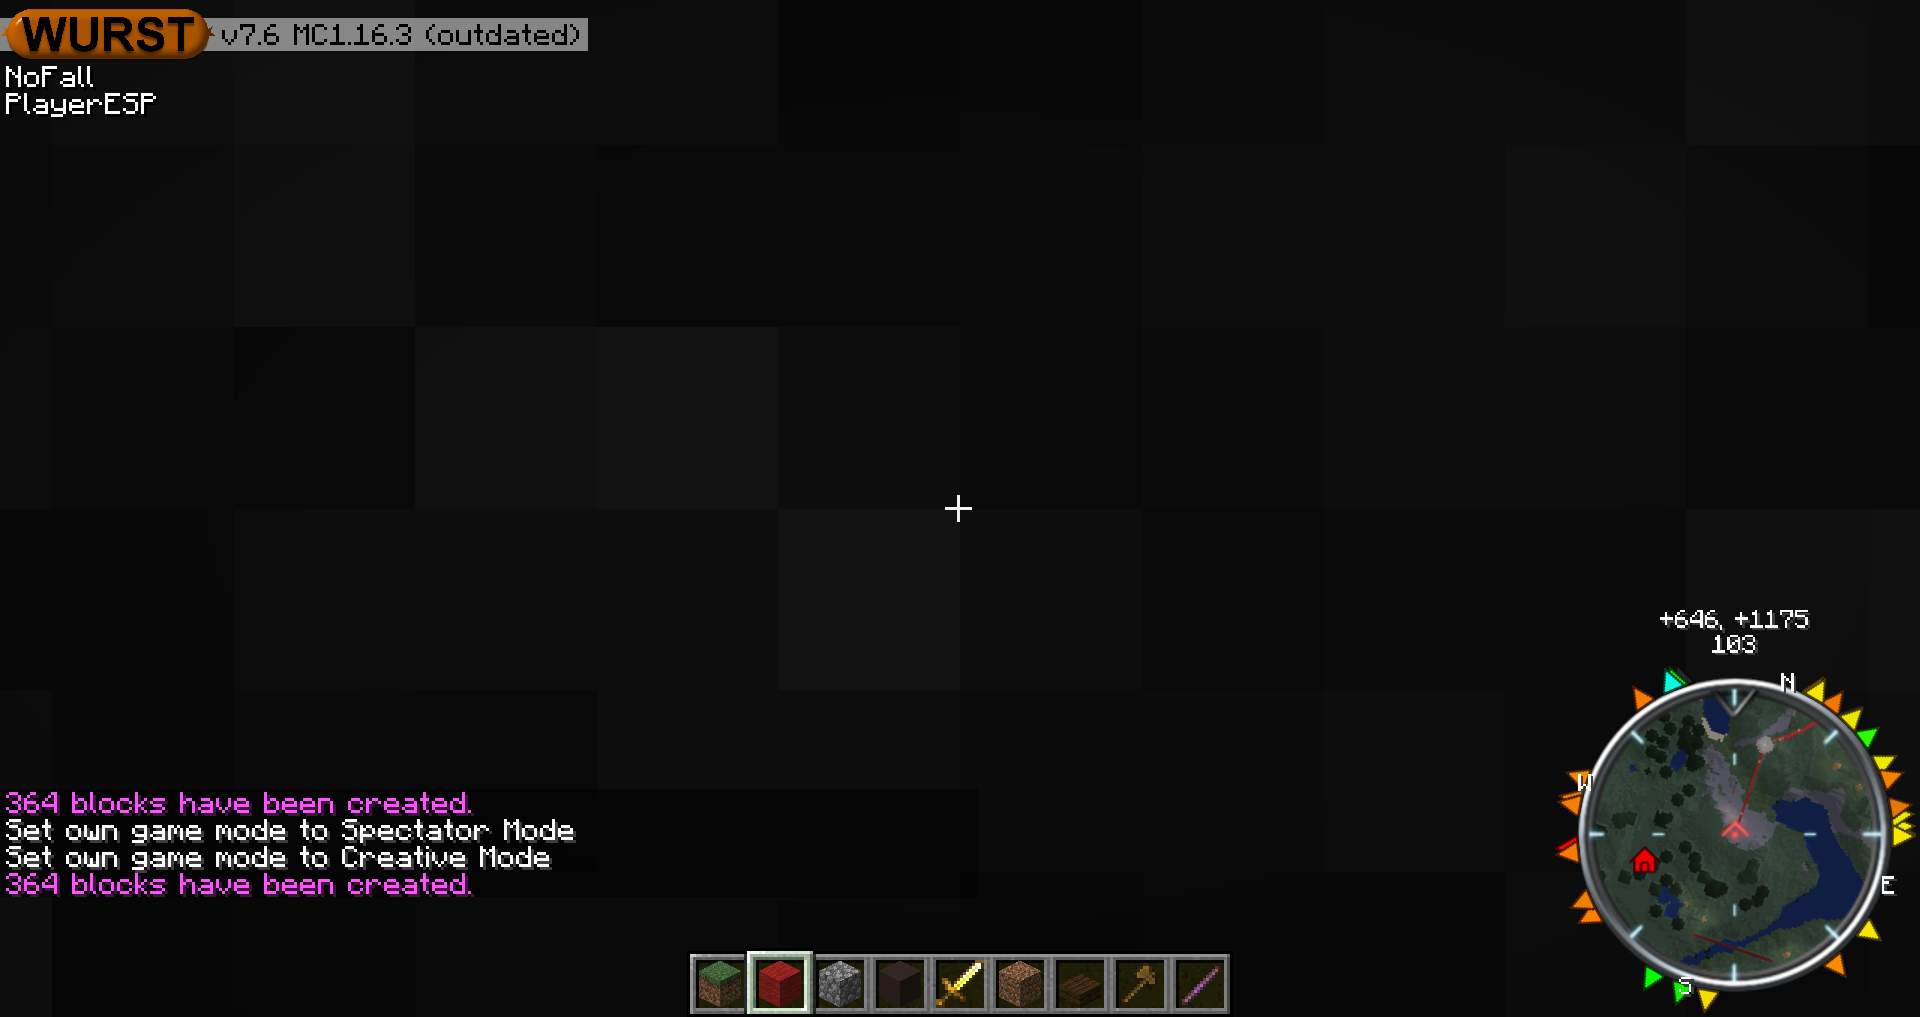 WURST v7.6 MC1.16.3 (outdated)
NoFall
PlayerESP
+646, +1175
103
N
W
E
S
364 blocks have been created.
Set own game mode to Spectator Mode
Set own game mode to Creative Mode
364 blocks have been created.